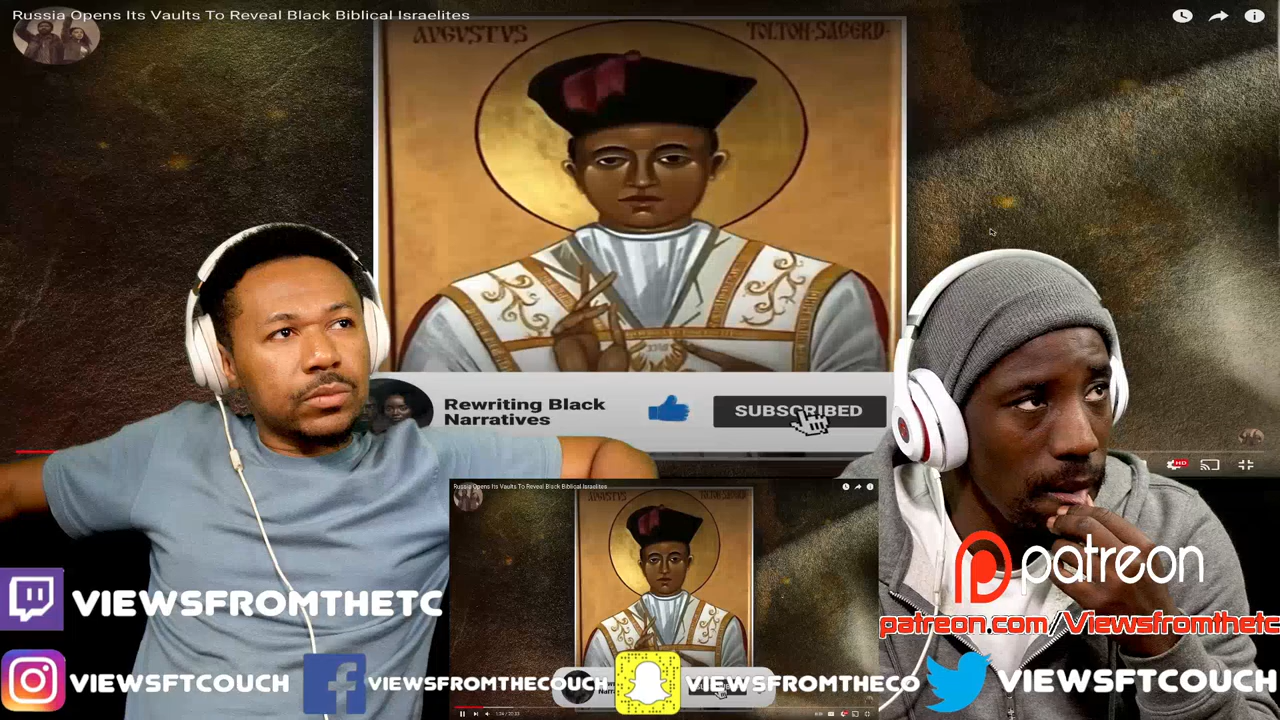 Russia Opens Its Vaults To Reveal Black Biblical Israelites
AVGVSTVS
TOLTON·SACERD·
Rewriting Black
Narratives
SUBSCRIBED
HD
Russia Opens Its Vaults To Reveal Black Biblical Israelites
patreon
patreon.com/Viewsfromthetc
VIEWSFROMTHETC
VIEWSFTCOUCH
VIEWSFROMTHECOUCH
VIEWSFROMTHECO
VIEWSFTCOUCH